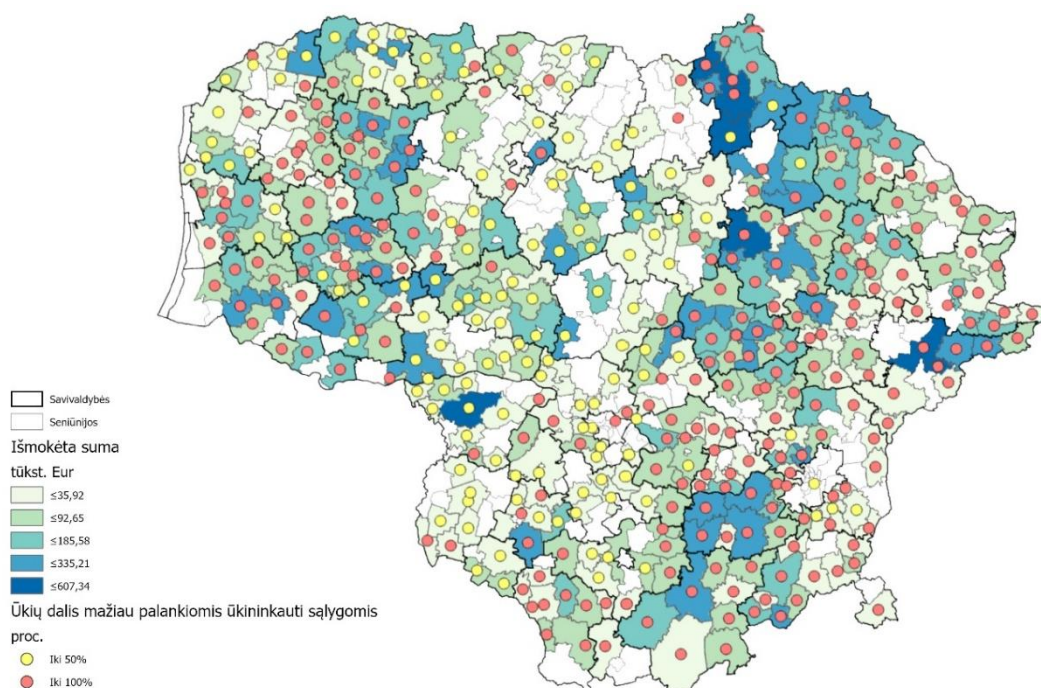 Savivaldybės
Seniūnijos
Išmokėta suma
tūkst. Eur
≤35,92
≤92,65
≤185,58
≤335,21
≤607,34
Ūkių dalis mažiau palankiomis ūkininkauti sąlygomis
proc.
Iki 50%
Iki 100%